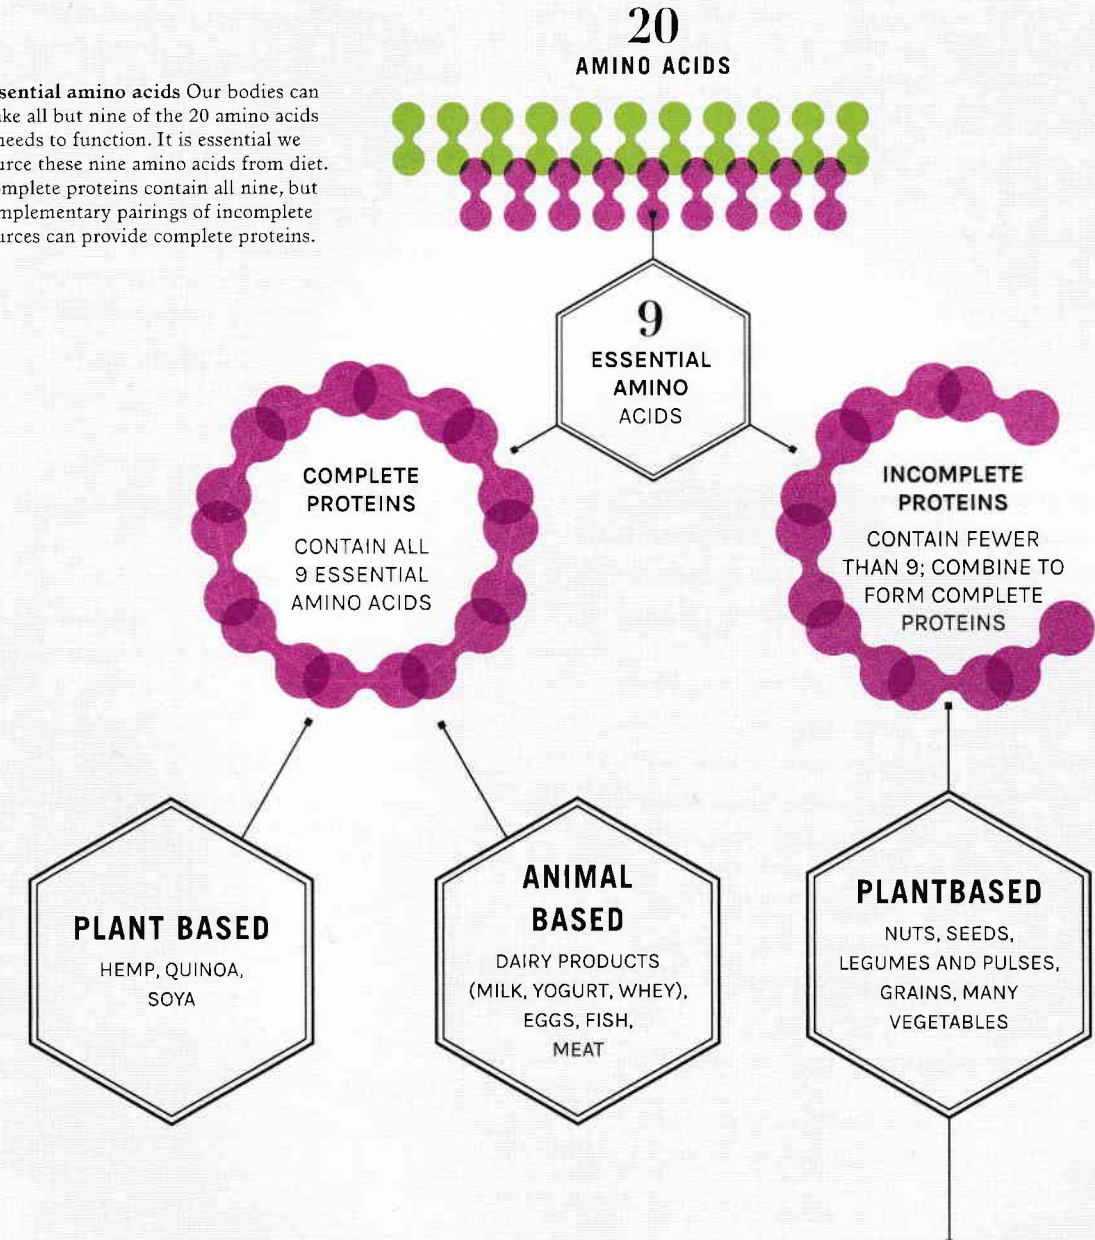 20
AMINO ACIDS
sential amino acids Our bodies can
ke all but nine of the 20 amino acids
needs to function. It is essential we
urce these nine amino acids from diet.
omplete proteins contain all nine, but
mplementary pairings of incomplete
urces can provide complete proteins.
9
ESSENTIAL
AMINO
ACIDS
COMPLETE
PROTEINS
CONTAIN ALL
9 ESSENTIAL
AMINO ACIDS
INCOMPLETE
PROTEINS
CONTAIN FEWER
THAN 9; COMBINE TO
FORM COMPLETE
PROTEINS
PLANT BASED
HEMP, QUINOA,
SOYA
ANIMAL
BASED
DAIRY PRODUCTS
(MILK, YOGURT, WHEY),
EGGS, FISH,
MEAT
PLANTBASED
NUTS, SEEDS,
LEGUMES AND PULSES,
GRAINS, MANY
VEGETABLES